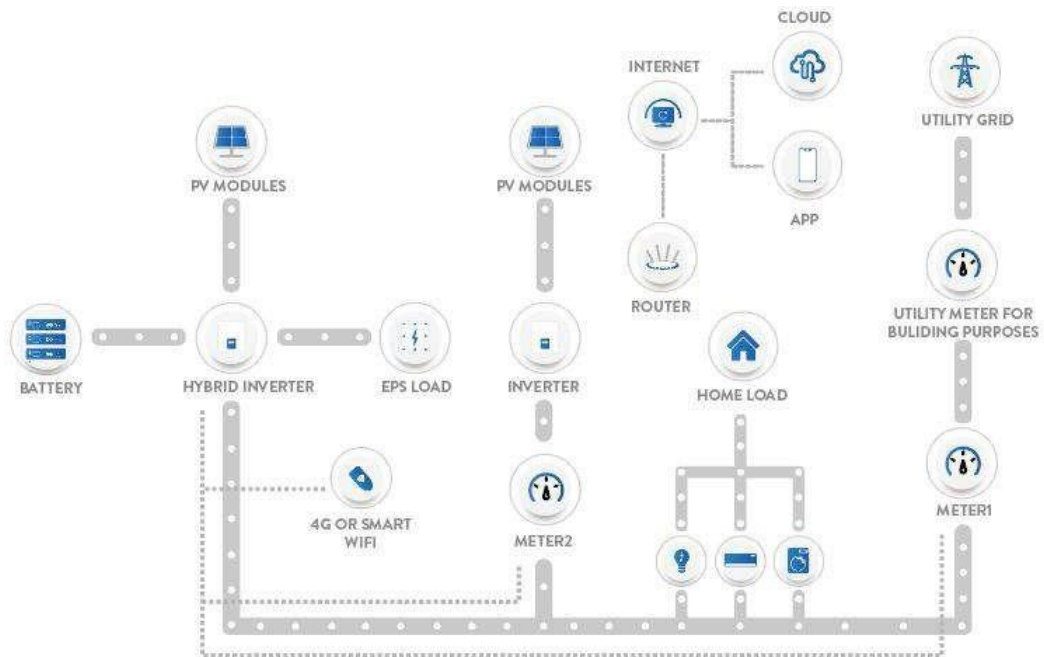 CLOUD
INTERNET
UTILITY GRID
PV MODULES
PV MODULES
APP
ROUTER
UTILITY METER FOR
BULIDING PURPOSES
BATTERY
HYBRID INVERTER
EPS LOAD
INVERTER
HOME LOAD
4G OR SMART
WIFI
METER2
METER1